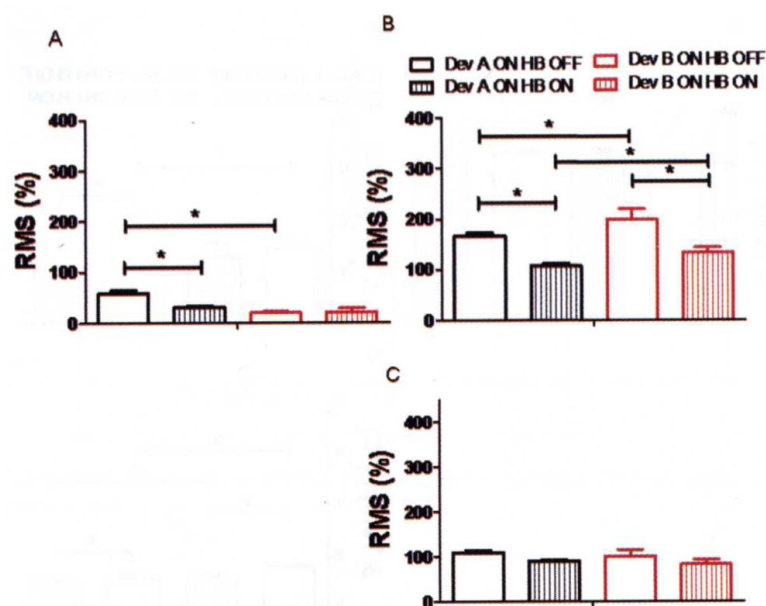 A
RMS (%)
400
300
200
100
0
*
*
B
Dev A ON HB OFF
Dev B ON HB OFF
Dev A ON HB ON
Dev B ON HB ON
RMS (%)
400
300
200
100
0
*
*
*
*
C
RMS (%)
400
300
200
100
0